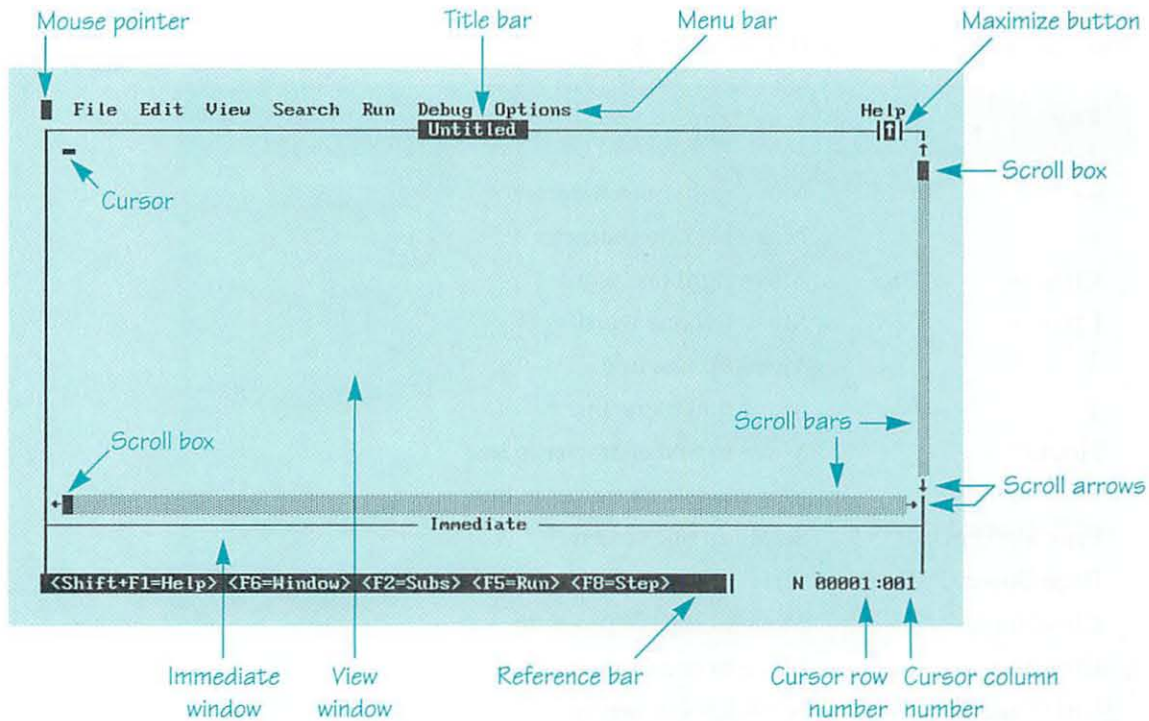 Mouse pointer
Title bar
Menu bar
Maximize button
File Edit View Search Run Debug Options Help
Untitled
Scroll box
Cursor
Scroll bars
Scroll box
Scroll arrows
Immediate
<Shift+F1=Help> <F6=Window> <F2=Subs> <F5=Run> <F8=Step>
N 00001:001
Immediate window
View window
Reference bar
Cursor row number
Cursor column number